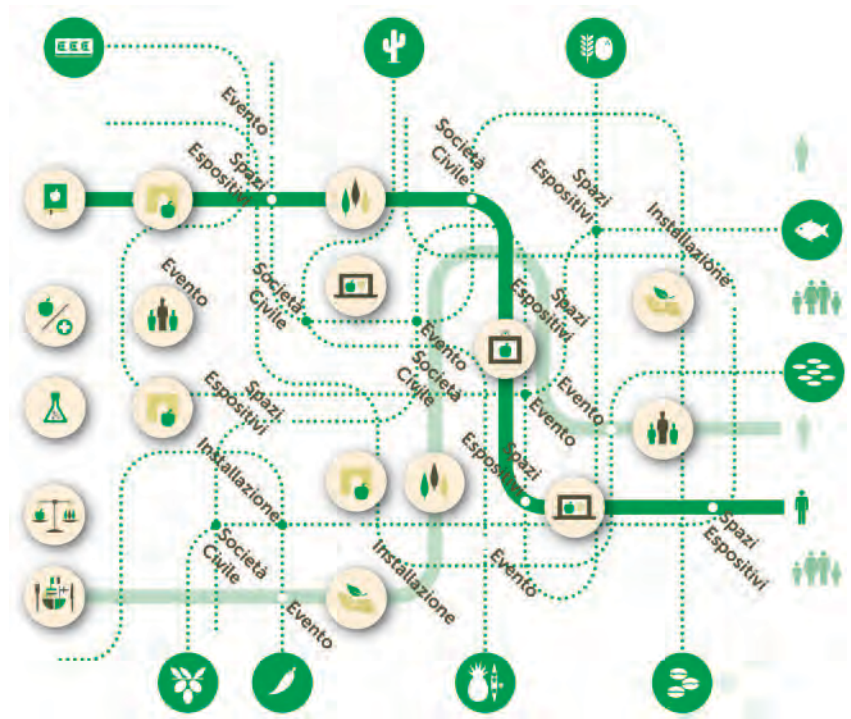 Evento
Spazi
Espositivi
Società
Civile
Spazi
Espositivi
Installazione
Evento
Società
Civile
Spazi
Espositivi
Evento
Società
Civile
Evento
Evento
Spazi
Espositivi
Spazi
Espositivi
Installazione
Società
Civile
Installazione
Evento
Evento
Spazi
Espositivi